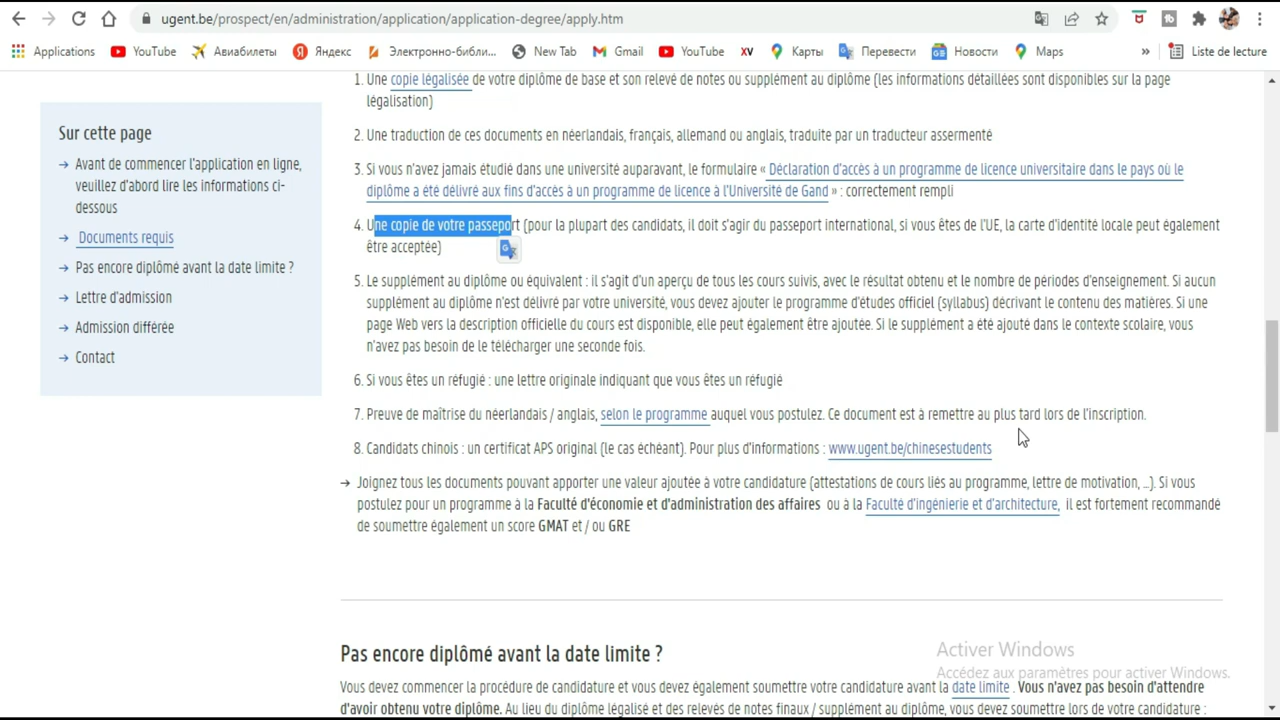 ugent.be/prospect/en/administration/application/application-degree/apply.htm
Applications YouTube Авиабилеты Яндекс Электронно-библи... New Tab Gmail YouTube XV Карты Перевести Новости Maps » Liste de lecture
Sur cette page
→ Avant de commencer l'application en ligne,
veuillez d'abord lire les informations ci-
dessous
→ Documents requis
→ Pas encore diplômé avant la date limite ?
→ Lettre d'admission
→ Admission différée
→ Contact
1. Une copie légalisée de votre diplôme de base et son relevé de notes ou supplément au diplôme (les informations détaillées sont disponibles sur la page
légalisation)
2. Une traduction de ces documents en néerlandais, français, allemand ou anglais, traduite par un traducteur assermenté
3. Si vous n'avez jamais étudié dans une université auparavant, le formulaire « Déclaration d'accès à un programme de licence universitaire dans le pays où le
diplôme a été délivré aux fins d'accès à un programme de licence à l'Université de Gand » : correctement rempli
4. Une copie de votre passeport (pour la plupart des candidats, il doit s'agir du passeport international, si vous êtes de l'UE, la carte d'identité locale peut également
être acceptée)
5. Le supplément au diplôme ou équivalent : il s'agit d'un aperçu de tous les cours suivis, avec le résultat obtenu et le nombre de périodes d'enseignement. Si aucun
supplément au diplôme n'est délivré par votre université, vous devez ajouter le programme d'études officiel (syllabus) décrivant le contenu des matières. Si une
page Web vers la description officielle du cours est disponible, elle peut également être ajoutée. Si le supplément a été ajouté dans le contexte scolaire, vous
n'avez pas besoin de le télécharger une seconde fois.
6. Si vous êtes un réfugié : une lettre originale indiquant que vous êtes un réfugié
7. Preuve de maîtrise du néerlandais / anglais, selon le programme auquel vous postulez. Ce document est à remettre au plus tard lors de l'inscription.
8. Candidats chinois : un certificat APS original (le cas échéant). Pour plus d'informations : www.ugent.be/chinesestudents
→ Joignez tous les documents pouvant apporter une valeur ajoutée à votre candidature (attestations de cours liés au programme, lettre de motivation, ...). Si vous
postulez pour un programme à la Faculté d'économie et d'administration des affaires ou à la Faculté d'ingénierie et d'architecture, il est fortement recommandé
de soumettre également un score GMAT et / ou GRE
Pas encore diplômé avant la date limite ?
Activer Windows
Accédez aux paramètres pour activer Windows.
Vous devez commencer la procédure de candidature et vous devez également soumettre votre candidature avant la date limite . Vous n'avez pas besoin d'attendre
d'avoir obtenu votre diplôme. Au lieu du diplôme légalisé et des relevés de notes finaux / supplément au diplôme, vous devez soumettre lors de votre candidature :